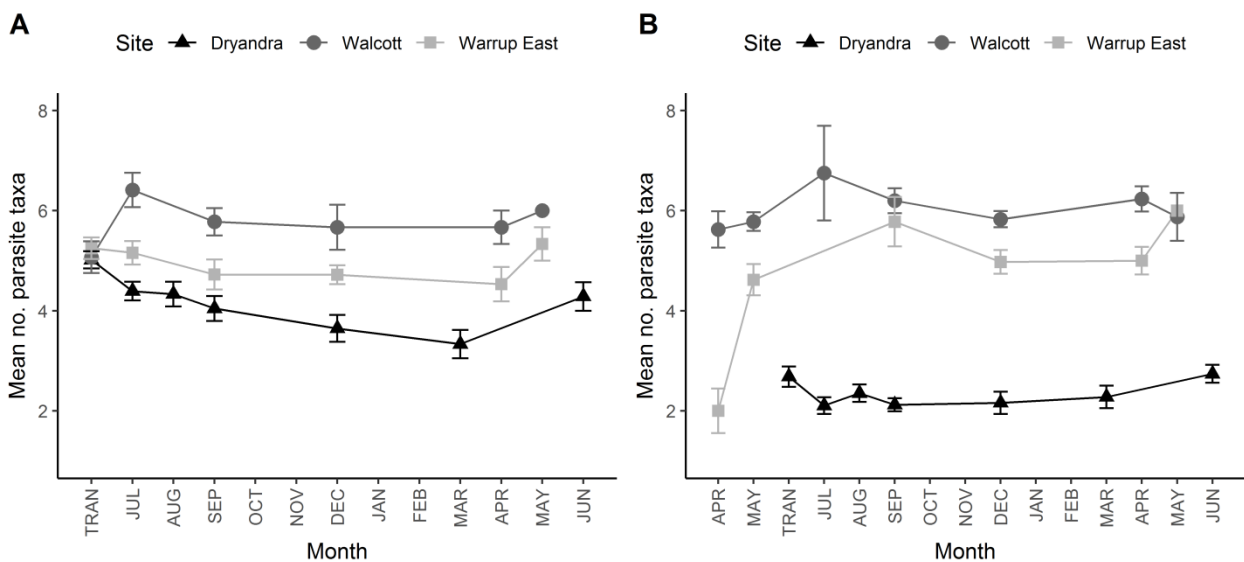 A
Site Dryandra Walcott Warrup East
Mean no. parasite taxa
8
6
4
2
TRAN JUL AUG SEP OCT NOV DEC JAN FEB MAR APR MAY JUN
Month
B
Site Dryandra Walcott Warrup East
Mean no. parasite taxa
8
6
4
2
APR MAY TRAN JUL AUG SEP OCT NOV DEC JAN FEB MAR APR MAY JUN
Month